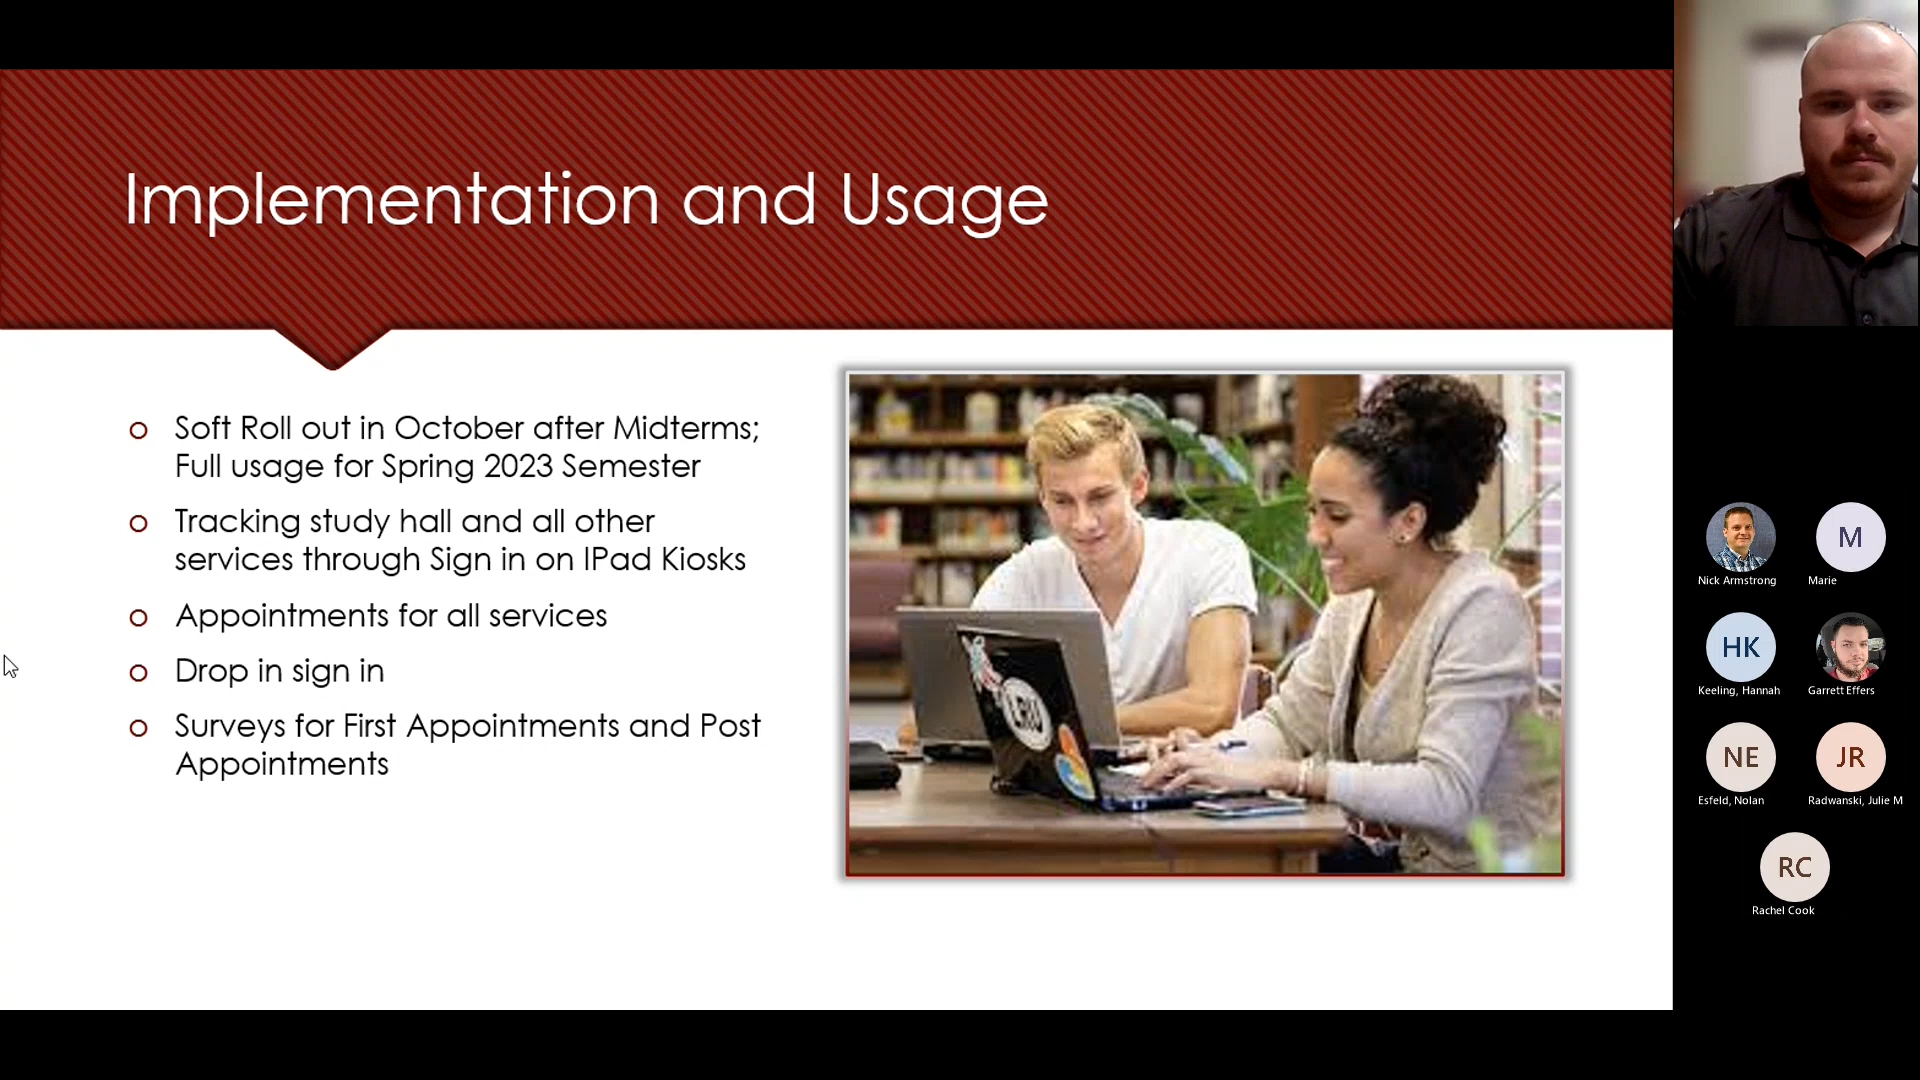 Implementation and Usage
o Soft Roll out in October after Midterms;
Full usage for Spring 2023 Semester
o Tracking study hall and all other
services through Sign in on IPad Kiosks
o Appointments for all services
o Drop in sign in
o Surveys for First Appointments and Post
Appointments
LRU
Nick Armstrong
M
Marie
HK
Keeling, Hannah
Garrett Effers
NE
Esfeld, Nolan
JR
Radwanski, Julie M
RC
Rachel Cook